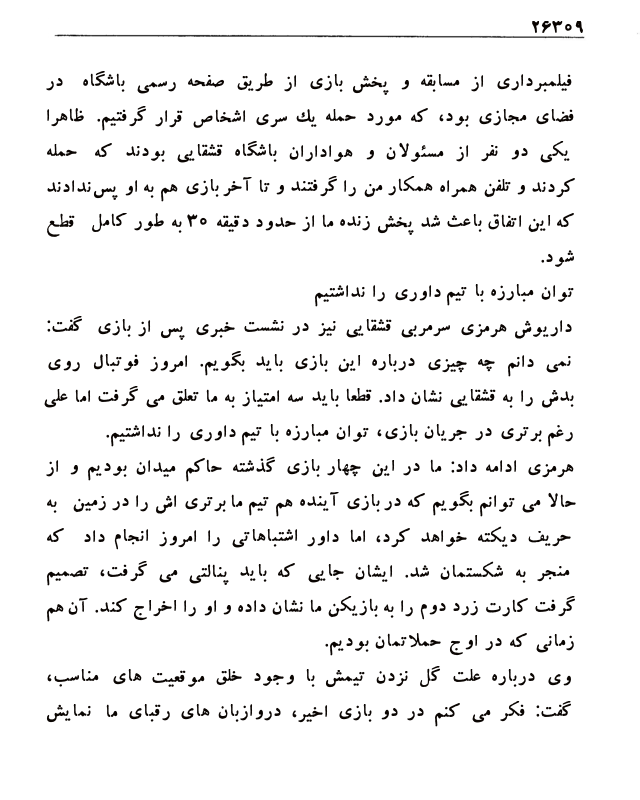 ۲۶۳۰۹
فیلمبرداری از مسابقه و پخش بازی از طریق صفحه رسمی باشگاه در
فضای مجازی بود، که مورد حمله یك سری اشخاص قرار گرفتیم. ظاهرا
یکی دو نفر از مسئولان و هواداران باشگاه قشقایی بودند که حمله
کردند و تلفن همراه همکار من را گرفتند و تا آخر بازی هم به او پس ندادند
که این اتفاق باعث شد پخش زنده ما از حدود دقیقه ۳۰ به طور کامل قطع
شود.
توان مبارزه با تیم داوری را نداشتیم
داریوش هرمزی سرمربی قشقایی نیز در نشست خبری پس از بازی گفت:
نمی دانم چه چیزی درباره این بازی باید بگویم. امروز فوتبال روی
بدش را به قشقایی نشان داد. قطعا باید سه امتیاز به ما تعلق می گرفت اما علی
رغم برتری در جریان بازی، توان مبارزه با تیم داوری را نداشتیم.
هرمزی ادامه داد: ما در این چهار بازی گذشته حاکم میدان بودیم و از
حالا می توانم بگویم که در بازی آینده هم تیم ما برتری اش را در زمین به
حریف دیکته خواهد کرد، اما داور اشتباهاتی را امروز انجام داد که
منجر به شکستمان شد. ایشان جایی که باید پنالتی می گرفت، تصمیم
گرفت کارت زرد دوم را به بازیکن ما نشان داده و او را اخراج کند. آن هم
زمانی که در اوج حملاتمان بودیم.
وی درباره علت گل نزدن تیمش با وجود خلق موقعیت های مناسب،
گفت: فکر می کنم در دو بازی اخیر، دروازبان های رقبای ما نمایش